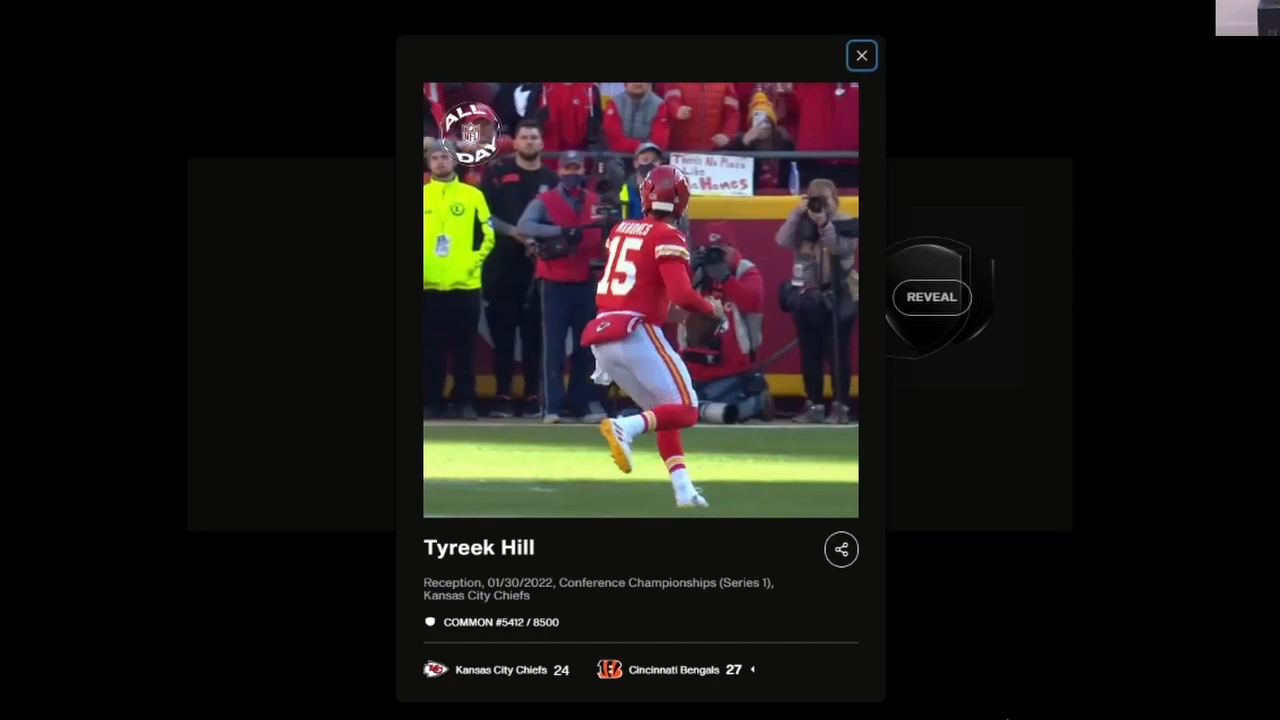 ALL
NFL
DAY
There's No Place
Like
Homes
MAHOMES
15
REVEAL
Tyreek Hill
Reception, 01/30/2022, Conference Championships (Series 1),
Kansas City Chiefs
COMMON #5412 / 8500
Kansas City Chiefs 24 Cincinnati Bengals 27